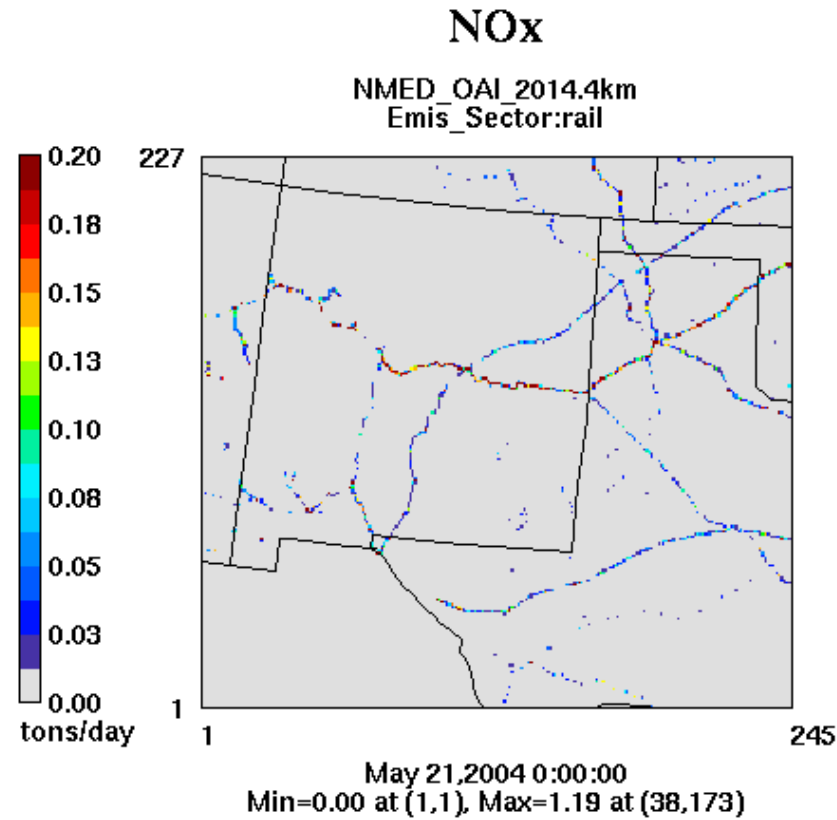 NOx
NMED_OAI_2014.4km
Emis_Sector:rail
0.20
0.18
0.15
0.13
0.10
0.08
0.05
0.03
0.00
tons/day
227
1
1
245
May 21,2004 0:00:00
Min=0.00 at (1,1), Max=1.19 at (38,173)